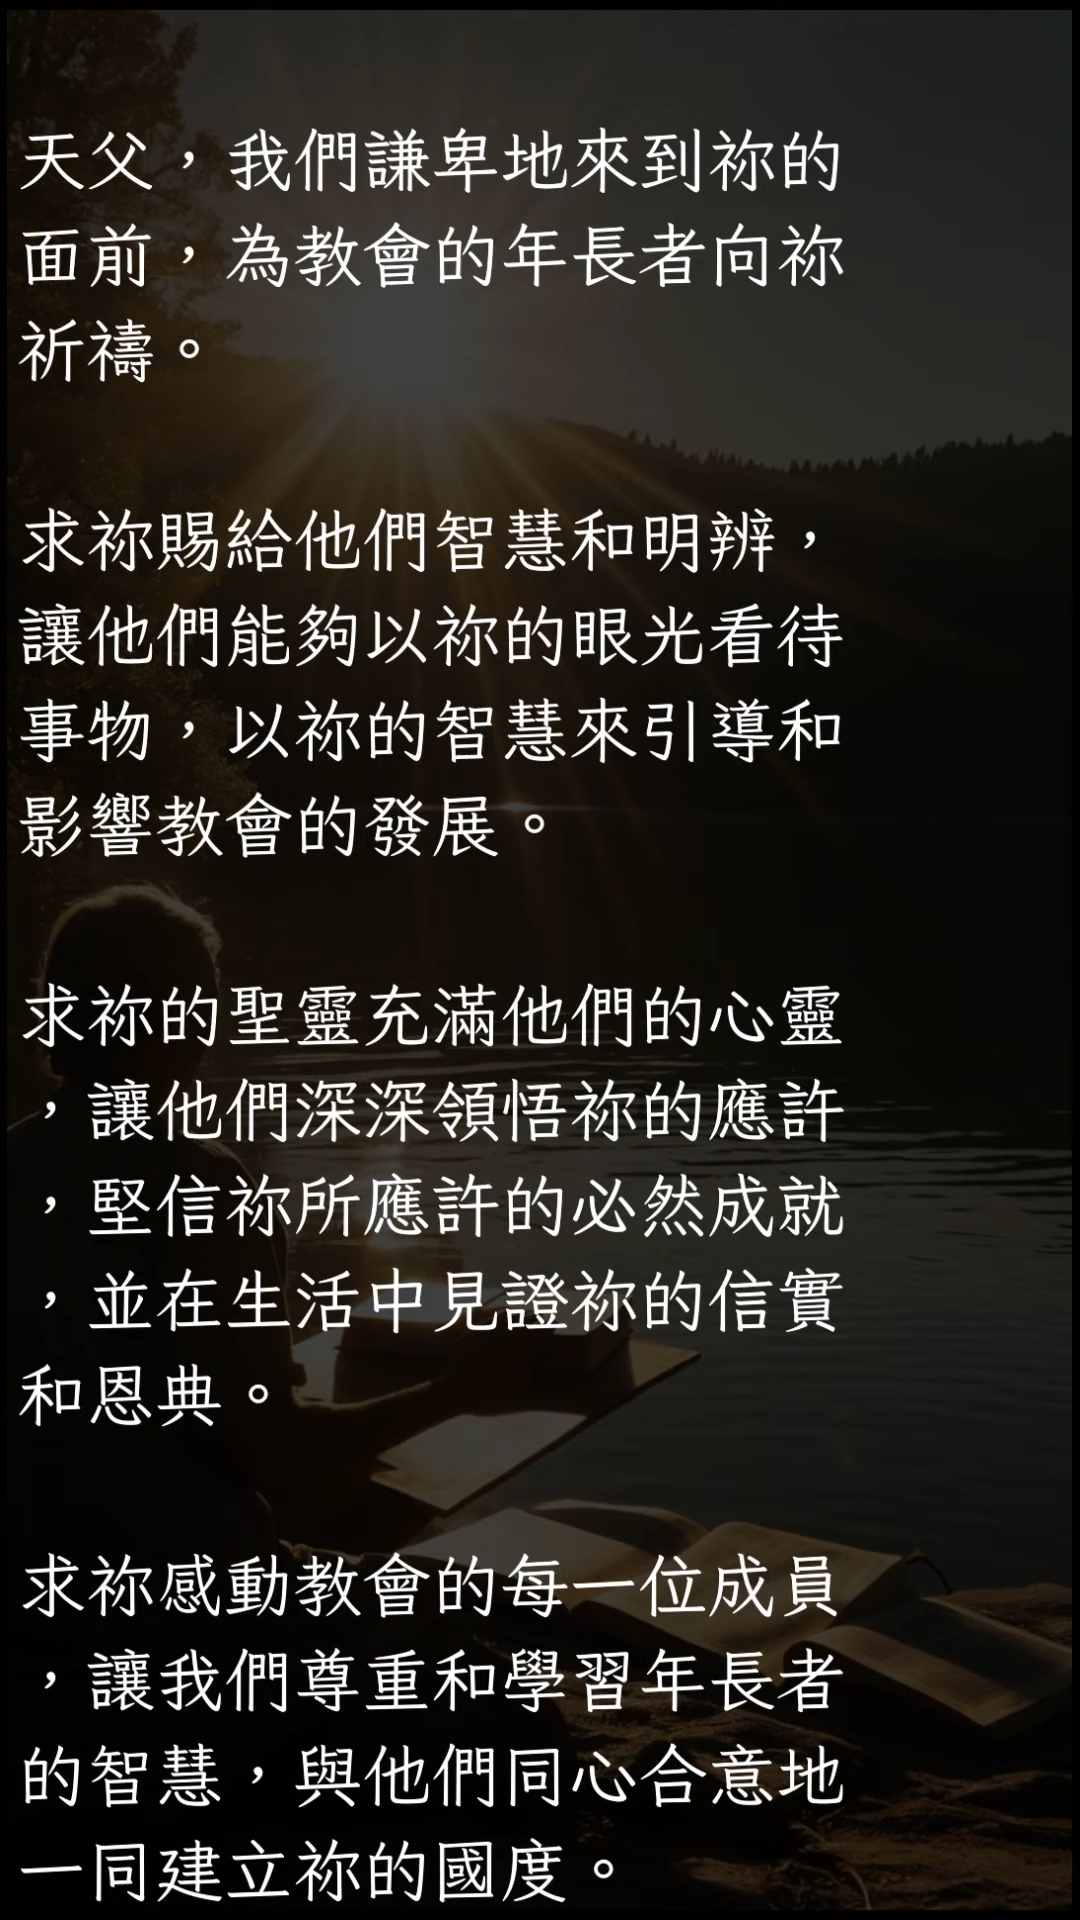 天父，我們謙卑地來到祢的
面前，為教會的年長者向祢
祈禱。
求祢賜給他們智慧和明辨，
讓他們能夠以祢的眼光看待
事物，以祢的智慧來引導和
影響教會的發展。
求祢的聖靈充滿他們的心靈
，讓他們深深領悟祢的應許
，堅信祢所應許的必然成就
，並在生活中見證祢的信實
和恩典。
求祢感動教會的每一位成員
，讓我們尊重和學習年長者
的智慧，與他們同心合意地
一同建立祢的國度。